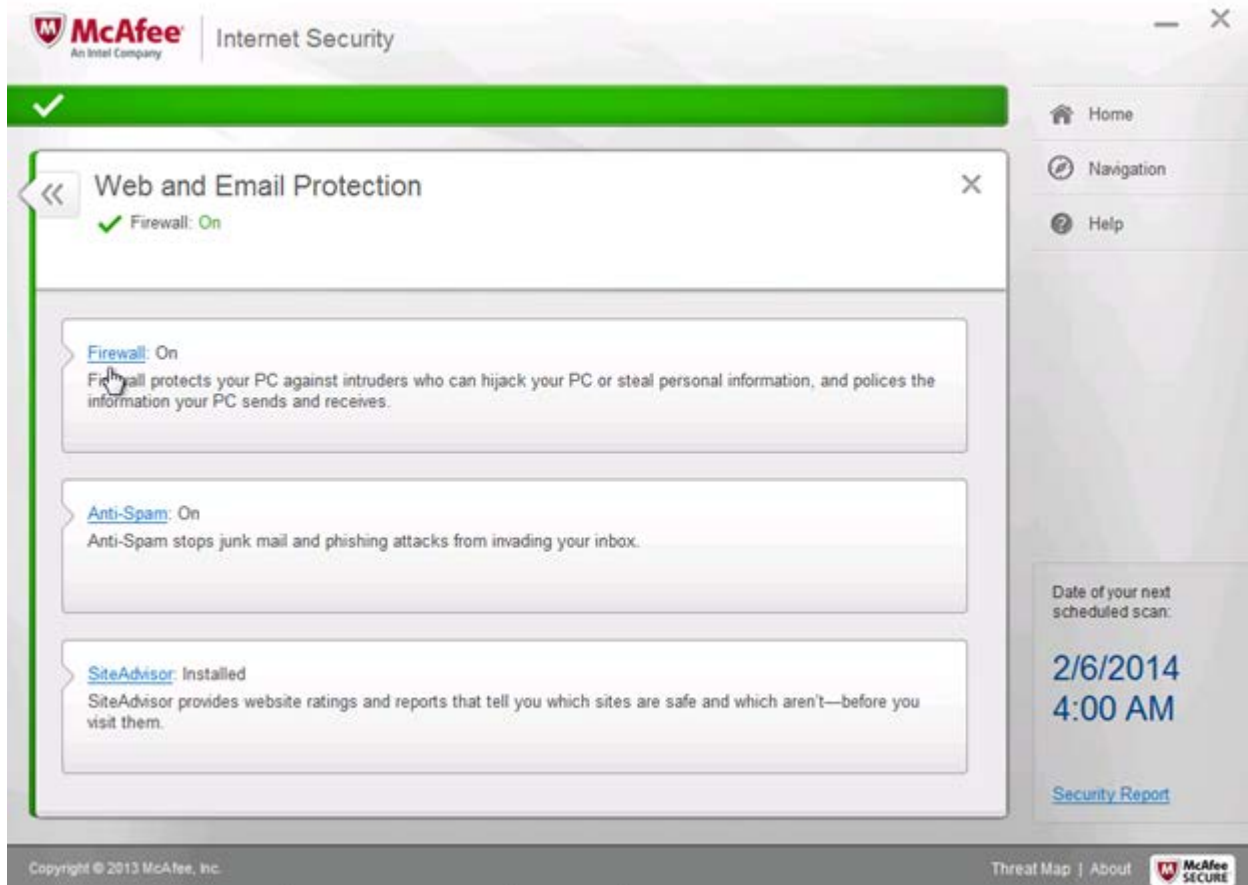 McAfee
An Intel Company
Internet Security
Home
Navigation
Help
Web and Email Protection
Firewall: On
Firewall: On
Firewall protects your PC against intruders who can hijack your PC or steal personal information, and polices the
information your PC sends and receives.
Anti-Spam: On
Anti-Spam stops junk mail and phishing attacks from invading your inbox.
SiteAdvisor: Installed
SiteAdvisor provides website ratings and reports that tell you which sites are safe and which aren't—before you
visit them.
Date of your next
scheduled scan:
2/6/2014
4:00 AM
Security Report
Copyright © 2013 McAfee, Inc.
Threat Map | About
McAfee
SECURE